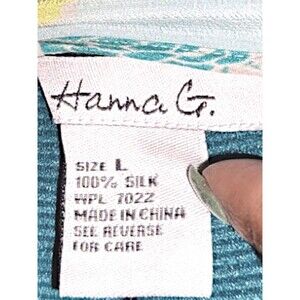 Hanna G.
SIZE L
100% SILK
WPL 7022
MADE IN CHINA
SEE REVERSE
FOR CARE